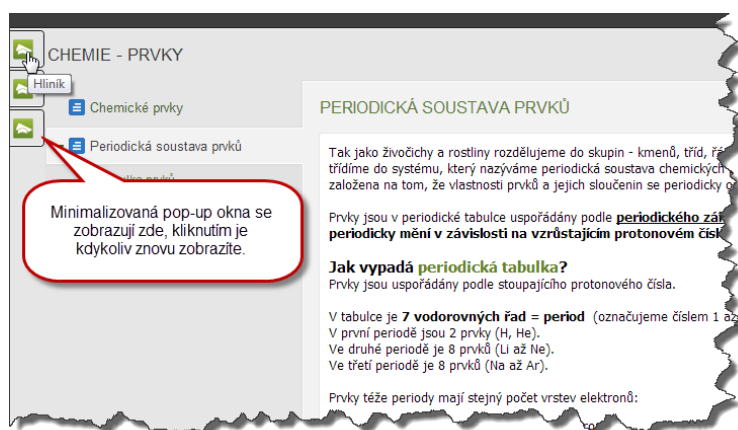 CHEMIE - PRVKY
Hliník
Chemické prvky
Periodická soustava prvků
Minimalizovaná pop-up okna se
zobrazují zde, kliknutím je
kdykoliv znovu zobrazíte.
PERIODICKÁ SOUSTAVA PRVKŮ
Tak jako živočichy a rostliny rozdělujeme do skupin - kmenů, tříd,
třídíme do systému, který nazýváme periodická soustava chemických
založena na tom, že vlastnosti prvků a jejich sloučenin se periodicky
Prvky jsou v periodické tabulce uspořádány podle periodického
periodicky mění v závislosti na vzrůstajícím protonovém
Jak vypadá periodická tabulka?
Prvky jsou uspořádány podle stoupajícího protonového čísla.
V tabulce je 7 vodorovných řad = period (označujeme číslem 1 až
V první periodě jsou 2 prvky (H, He).
Ve druhé periodě je 8 prvků (Li až Ne).
Ve třetí periodě je 8 prvků (Na až Ar).
Prvky téže periody mají stejný počet vrstev elektronů: